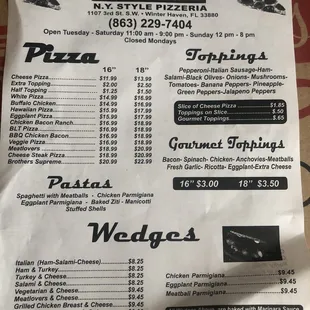 N.Y. STYLE PIZZERIA
1107 3rd St. S.W. • Winter Haven, FL 33880
(863) 229-7404
Open Tuesday - Saturday 11:00 am - 9:00 pm - Sunday 12 pm - 8 pm
Closed Mondays
Pizza
16" 18"
Cheese Pizza $11.99 $13.99
Extra Topping $2.00 $2.50
Half Topping $1.25 $1.50
White Pizza $14.99 $16.99
Buffalo Chicken $14.99 $16.99
Hawaiian Pizza $15.99 $17.99
Eggplant Pizza $15.99 $17.99
Chicken Bacon Ranch $16.99 $18.99
BLT Pizza $16.99 $18.99
BBQ Chicken Bacon $16.99 $18.99
Veggie Pizza $16.99 $18.99
Meatlovers $18.99 $20.99
Cheese Steak Pizza $18.99 $20.99
Brothers Supreme $20.99 $22.99
Toppings
Pepperoni-Italian Sausage-Ham-
Salami-Black Olives- Onions- Mushrooms-
Tomatoes- Banane Peppers- Pineapple-
Green Peppers-Jalapeno Peppers
Slice of Cheese Pizza $1.85
Toppings on Slice $.50
Gourmet Toppings $.65
Gourmet Toppings
Bacon- Spinach- Chicken- Anchovies-Meatballs
Fresh Garlic- Ricotta- Eggplant-Extra Cheese
16" $3.00 18" $3.50
Pastas
Spaghetti with Meatballs - Chicken Parmigiana
Eggplant Parmigiana - Baked Ziti - Manicotti
Stuffed Shells
Wedges
Italian (Ham-Salami-Cheese) $8.25
Ham & Turkey $8.25
Turkey & Cheese $8.25
Salami & Cheese $8.25
Vegetarian & Cheese $9.45
Meatlovers & Cheese $9.45
Grilled Chicken Breast & Cheese $9.45
Chicken Parmigiana $9.45
Eggplant Parmigiana $9.45
Meatball Parmigiana $9.45
are baked with Marinara Sauce